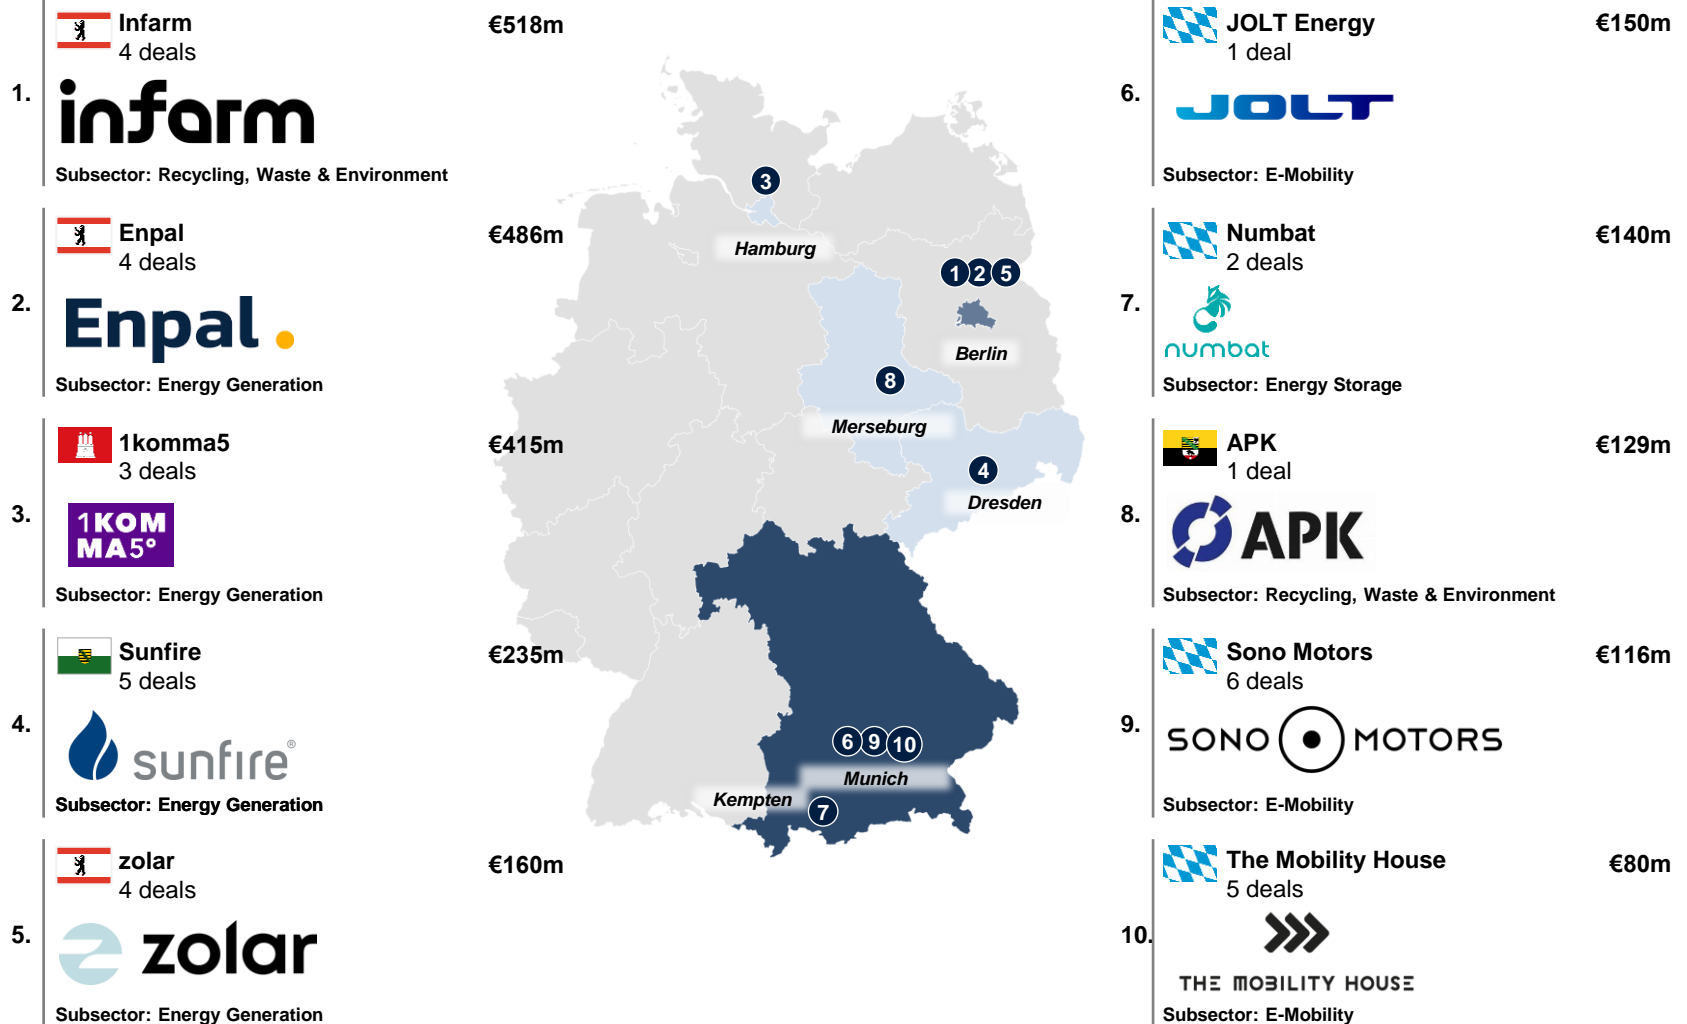 Infarm
€518m
4 deals
1.
infarm
Subsector: Recycling, Waste & Environment
Enpal
€486m
4 deals
2.
Enpal.
Subsector: Energy Generation
1komma5
€415m
3 deals
3.
1KOM
MA5°
Subsector: Energy Generation
Sunfire
€235m
5 deals
4.
sunfire®
Subsector: Energy Generation
zolar
€160m
4 deals
5.
zolar
Subsector: Energy Generation
3
Hamburg
1 2 5
Berlin
8
Merseburg
4
Dresden
6 9 10
Munich
Kempten
7
JOLT Energy
€150m
1 deal
6.
JOLT
Subsector: E-Mobility
Numbat
€140m
2 deals
7.
numbat
Subsector: Energy Storage
APK
€129m
1 deal
8.
APK
Subsector: Recycling, Waste & Environment
Sono Motors
€116m
6 deals
9.
SONO MOTORS
Subsector: E-Mobility
The Mobility House
€80m
5 deals
10.
THE MOBILITY HOUSE
Subsector: E-Mobility